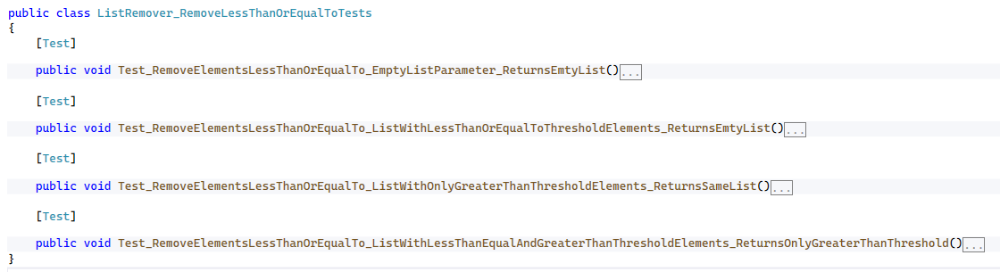 public class ListRemover_RemoveLessThanOrEqualToTests
{
[Test]
public void Test_RemoveElementsLessThanOrEqualTo_EmptyListParameter_ReturnsEmtyList()...
[Test]
public void Test_RemoveElementsLessThanOrEqualTo_ListWithLessThanOrEqualToThresholdElements_ReturnsEmtyList()...
[Test]
public void Test_RemoveElementsLessThanOrEqualTo_ListWithOnlyGreaterThanThresholdElements_ReturnsSameList()...
[Test]
public void Test_RemoveElementsLessThanOrEqualTo_ListWithLessThanEqualAndGreaterThanThresholdElements_ReturnsOnlyGreaterThanThreshold()...
}